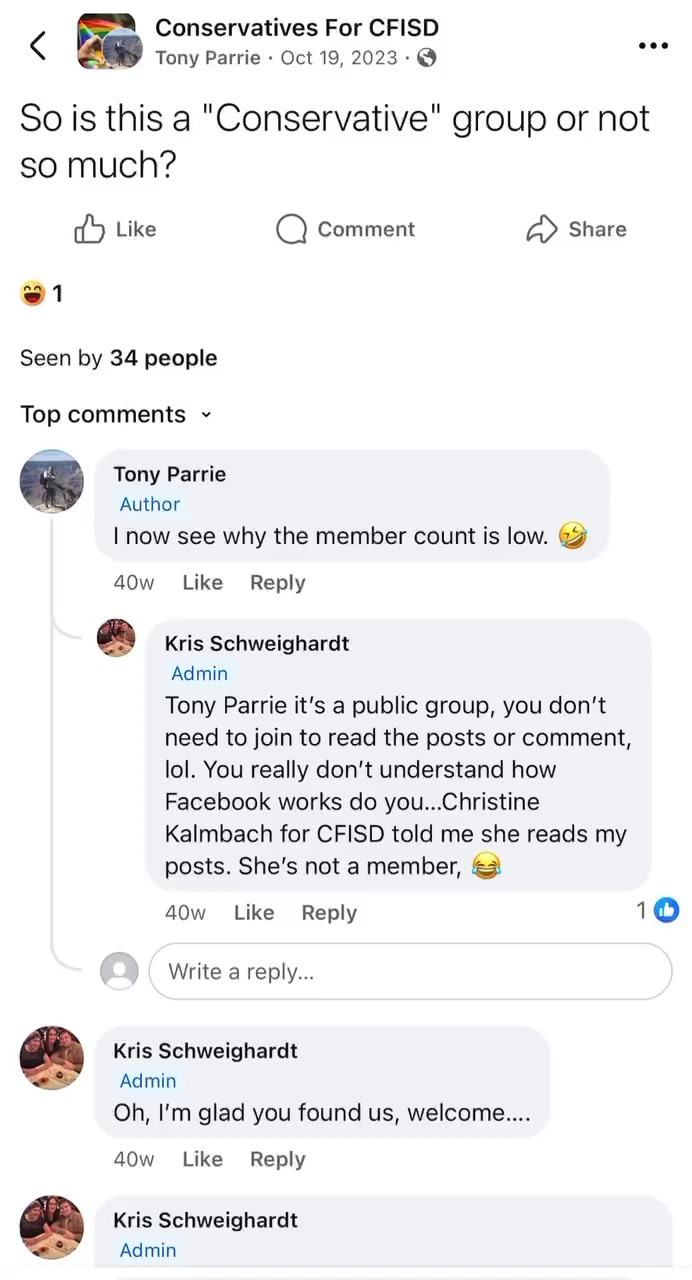 Conservatives For CFISD
Tony Parrie · Oct 19, 2023 ·
So is this a "Conservative" group or not
so much?
Like Comment Share
1
Seen by 34 people
Top comments
Tony Parrie
Author
I now see why the member count is low. 🤣
40w Like Reply
Kris Schweighardt
Admin
Tony Parrie it's a public group, you don't
need to join to read the posts or comment,
lol. You really don't understand how
Facebook works do you...Christine
Kalmbach for CFISD told me she reads my
posts. She's not a member, 😂
40w Like Reply 1
Write a reply...
Kris Schweighardt
Admin
Oh, I'm glad you found us, welcome....
40w Like Reply
Kris Schweighardt
Admin